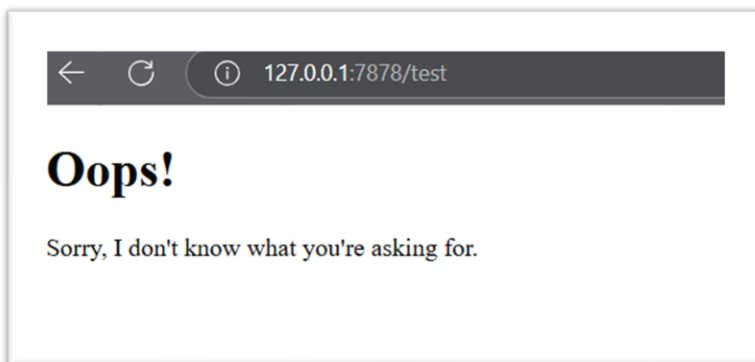 127.0.0.1:7878/test
Oops!
Sorry, I don't know what you're asking for.